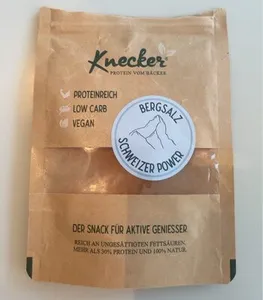 Knecker®
PROTEIN VOM BÄCKER
PROTEINREICH
LOW CARB
VEGAN
BERGSALZ
SCHWEIZER POWER
DER SNACK FÜR AKTIVE GENIESSER
REICH AN UNGESÄTTIGTEN FETTSÄUREN,
MEHR ALS 30% PROTEIN UND 100% NATUR.